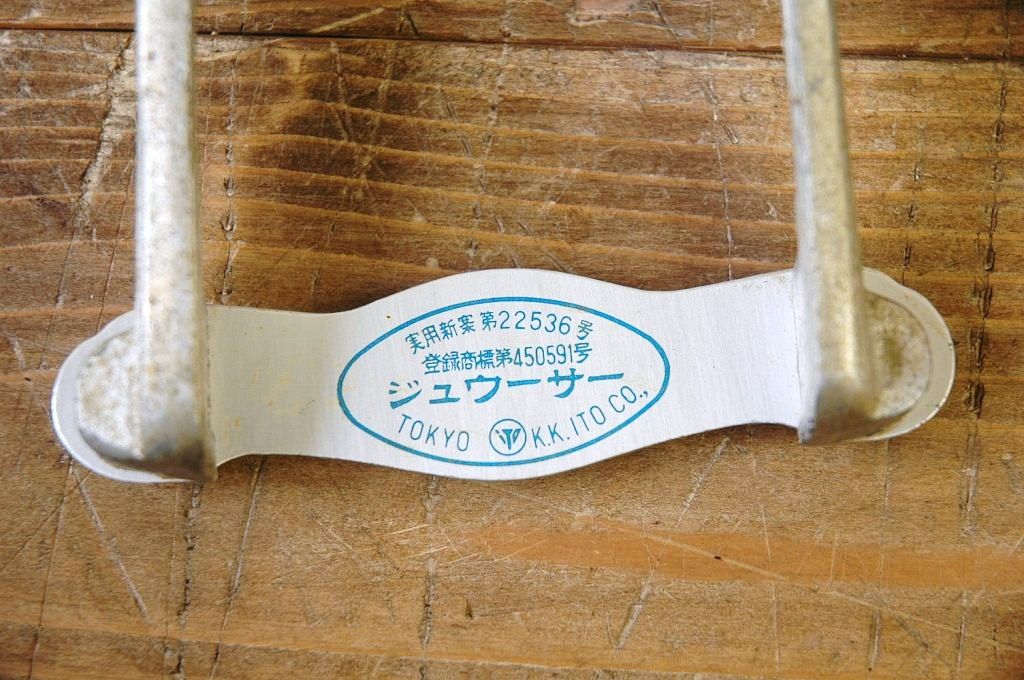 実用新案第22536号
登録商標第450591号
ジュウーサー
TOKYO ITO K.K. ITO CO.,